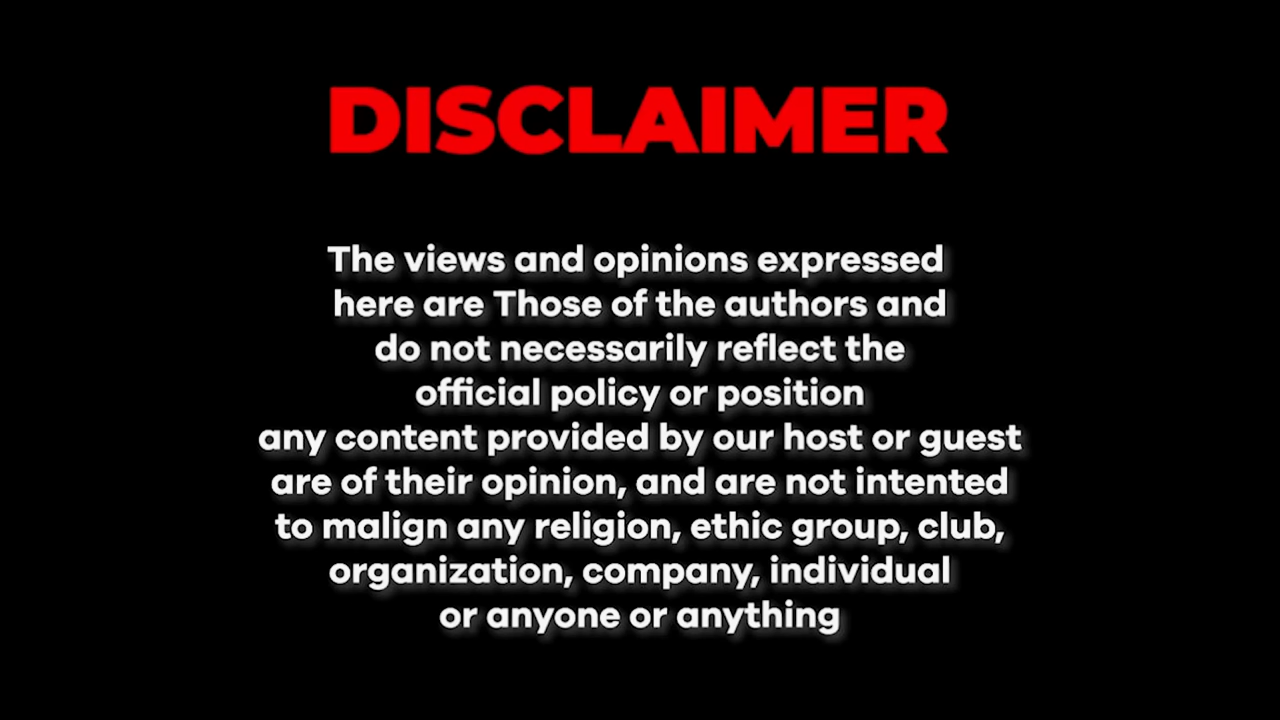 DISCLAIMER
The views and opinions expressed
here are Those of the authors and
do not necessarily reflect the
official policy or position
any content provided by our host or guest
are of their opinion, and are not intented
to malign any religion, ethic group, club,
organization, company, individual
or anyone or anything